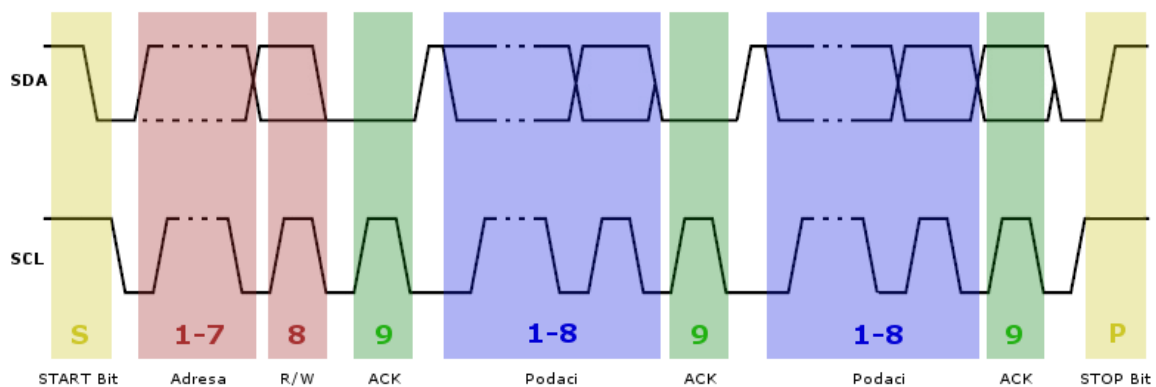 SDA
SCL
S 1-7 8 9 1-8 9 1-8 9 P
START Bit Adresa R/W ACK Podaci ACK Podaci ACK STOP Bit